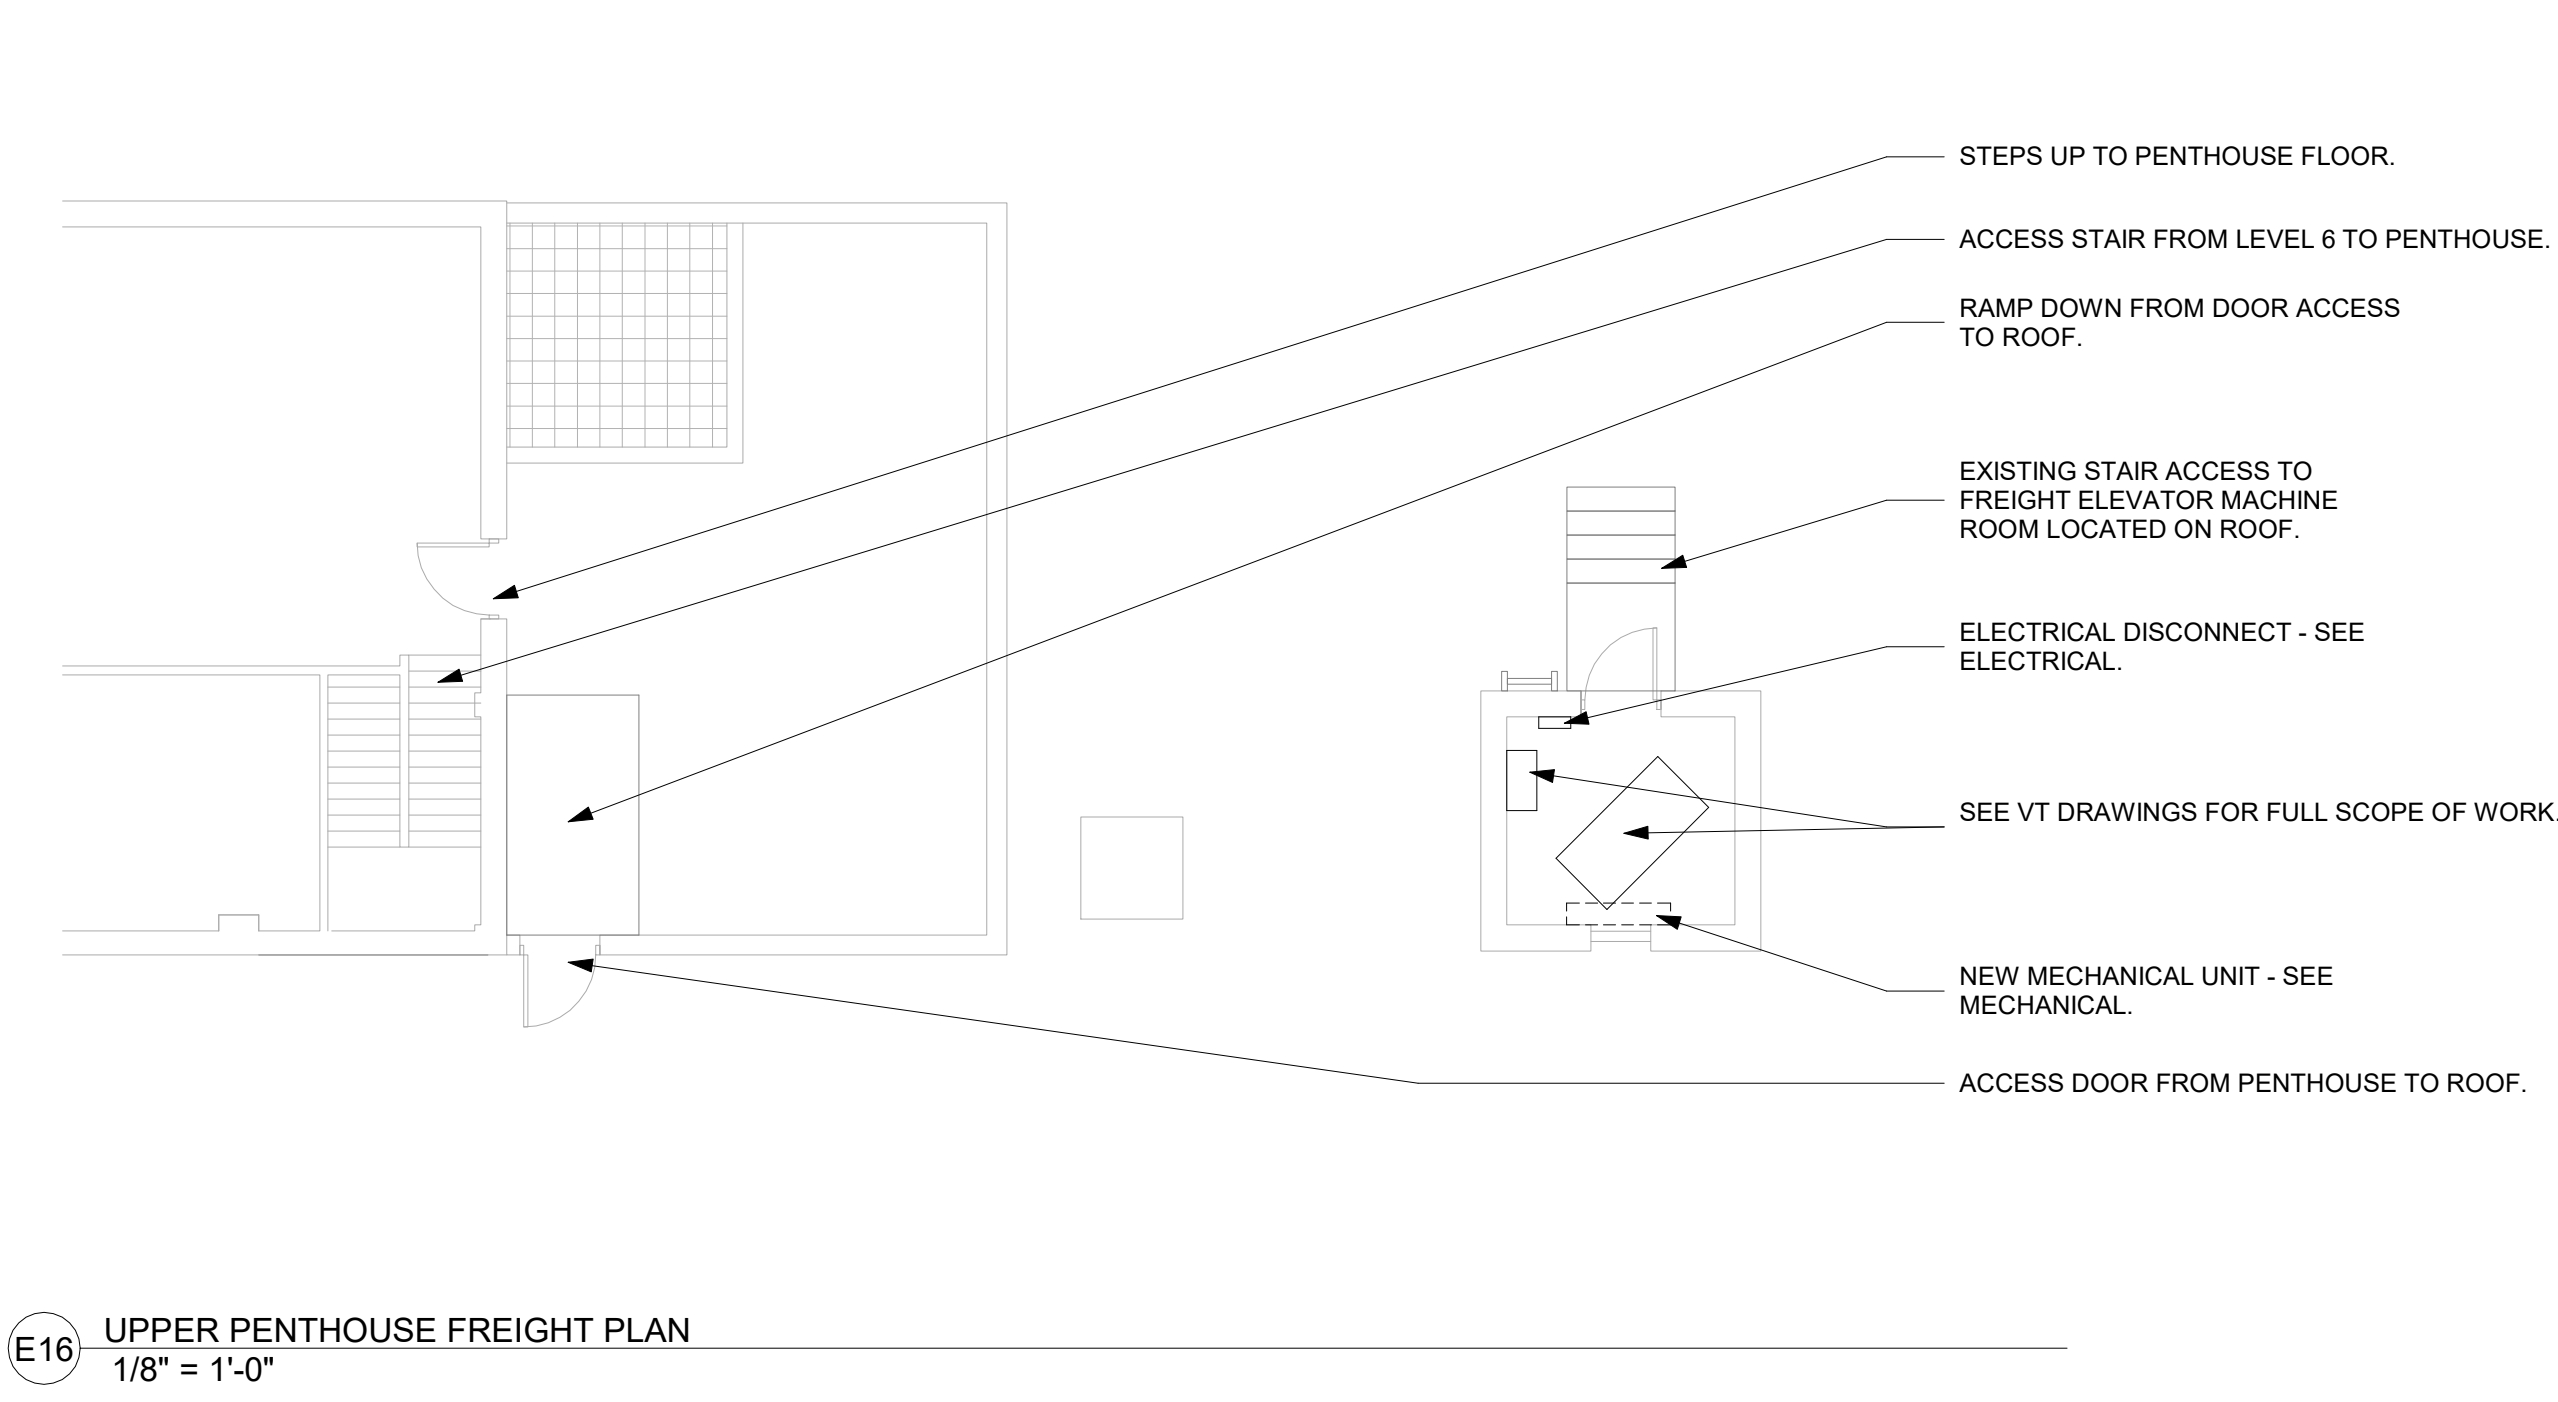 STEPS UP TO PENTHOUSE FLOOR.
ACCESS STAIR FROM LEVEL 6 TO PENTHOUSE.
RAMP DOWN FROM DOOR ACCESS
TO ROOF.
EXISTING STAIR ACCESS TO
FREIGHT ELEVATOR MACHINE
ROOM LOCATED ON ROOF.
ELECTRICAL DISCONNECT - SEE
ELECTRICAL.
SEE VT DRAWINGS FOR FULL SCOPE OF WORK.
NEW MECHANICAL UNIT - SEE
MECHANICAL.
ACCESS DOOR FROM PENTHOUSE TO ROOF.
E16
UPPER PENTHOUSE FREIGHT PLAN
1/8" = 1'-0"